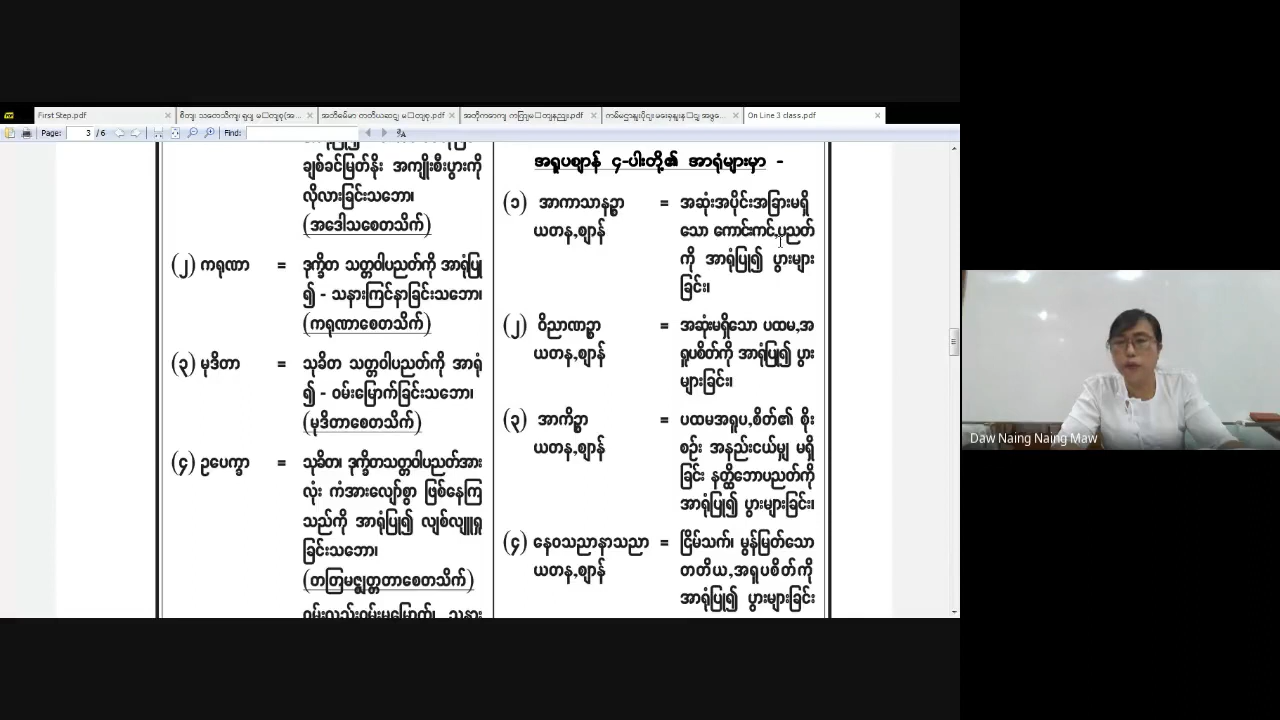 First Step.pdf
On Line 3 class.pdf
Page: 3 / 6 Find:
ချစ်ခင်မြတ်နိုး အကျိုးစီးပွားကို
လိုလားခြင်းသဘော၊
(အဒေါသစေတသိက်)
(၂) ကရုဏာ = ဒုက္ခိတ သတ္တဝါပညတ်ကို အာရုံပြု
၍ - သနားကြင်နာခြင်းသဘော၊
(ကရုဏာစေတသိက်)
(၃) မုဒိတာ = သုခိတ သတ္တဝါပညတ်ကို အာရုံ
၍ - ဝမ်းမြောက်ခြင်းသဘော၊
(မုဒိတာစေတသိက်)
(၄) ဥပေက္ခာ = သုခိတ၊ ဒုက္ခိတသတ္တဝါပညတ်အား
လုံး ကံအားလျော်စွာ ဖြစ်နေကြ
သည်ကို အာရုံပြု၍ လျစ်လျူရှု
ခြင်းသဘော၊
(တတြမဇ္ဈတ္တတာစေတသိက်)
အရူပဈာန် ၄-ပါးတို့၏ အာရုံများမှာ -
(၁) အာကာသာနဉ္စာ = အဆုံးအပိုင်းအခြားမရှိ
ယတန,ဈာန် သော ကောင်းကင်,ပညတ်
ကို အာရုံပြု၍ ပွားများ
ခြင်း၊
(၂) ဝိညာဏဉ္စာ = အဆုံးမရှိသော ပထမ,အ
ယတန,ဈာန် ရူပစိတ်ကို အာရုံပြု၍ ပွား
များခြင်း၊
(၃) အာကိဉ္စာ = ပထမအရူပ,စိတ်၏ စိုး
ယတန,ဈာန် စဉ်း အနည်းငယ်မျှ မရှိ
ခြင်း နတ္ထိဘောပညတ်ကို
အာရုံပြု၍ ပွားများခြင်း၊
(၄) နေဝသညာနာသညာ = ငြိမ်သက်၊ မွန်မြတ်သော
ယတန,ဈာန် တတိယ,အရူပစိတ်ကို
အာရုံပြု၍ ပွားများခြင်း
Daw Naing Naing Maw